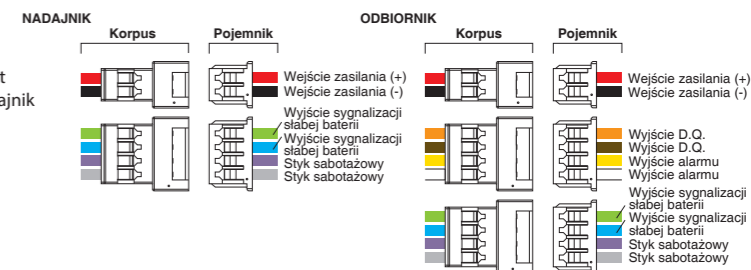 NADAJNIK
Korpus
Pojemnik
t
ajnik
Wejście zasilania (+)
Wejście zasilania (-)
Wyjście sygnalizacji
słabej baterii
Wyjście sygnalizacji
słabej baterii
Styk sabotażowy
Styk sabotażowy
ODBIORNIK
Korpus
Pojemnik
Wejście zasilania (+)
Wejście zasilania (-)
Wyjście D.Q.
Wyjście D.Q.
Wyjście alarmu
Wyjście alarmu
Wyjście sygnalizacji
słabej baterii
Wyjście sygnalizacji
słabej baterii
Styk sabotażowy
Styk sabotażowy